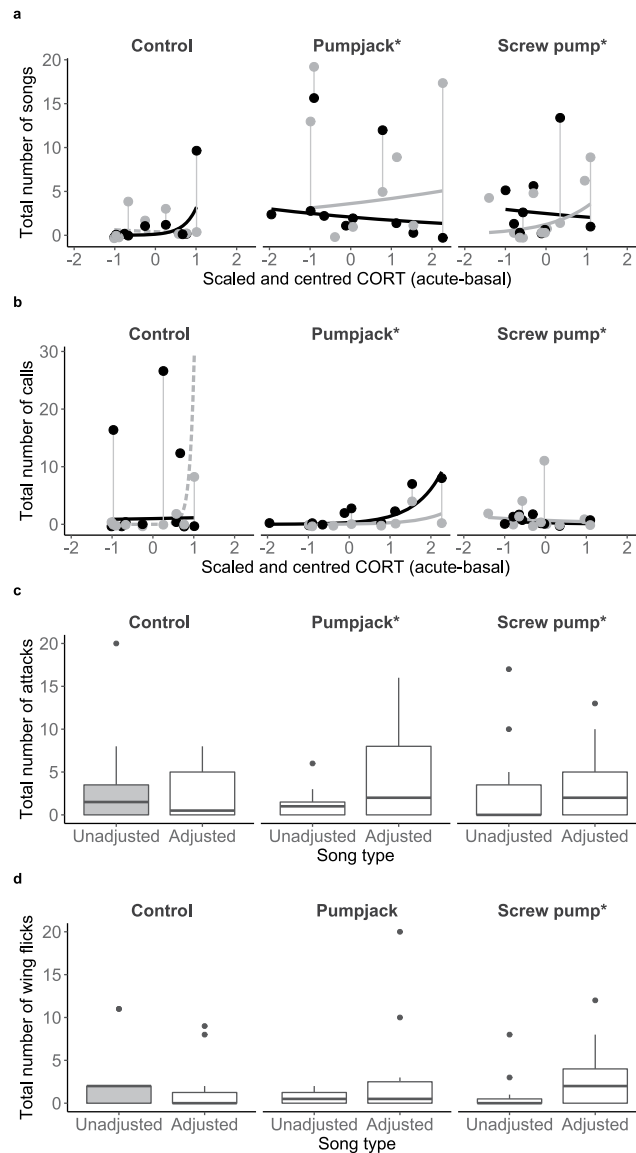 a
Control Pumpjack* Screw pump*
Total number of songs
20
15
10
5
0
-2 -1 0 1 2 -2 -1 0 1 2 -2 -1 0 1 2
Scaled and centred CORT (acute-basal)
b
Control Pumpjack* Screw pump*
Total number of calls
30
20
10
0
-2 -1 0 1 2 -2 -1 0 1 2 -2 -1 0 1 2
Scaled and centred CORT (acute-basal)
c
Control Pumpjack* Screw pump*
Total number of attacks
20
15
10
5
0
Unadjusted Adjusted Unadjusted Adjusted Unadjusted Adjusted
Song type
d
Control Pumpjack Screw pump*
Total number of wing flicks
20
15
10
5
0
Unadjusted Adjusted Unadjusted Adjusted Unadjusted Adjusted
Song type